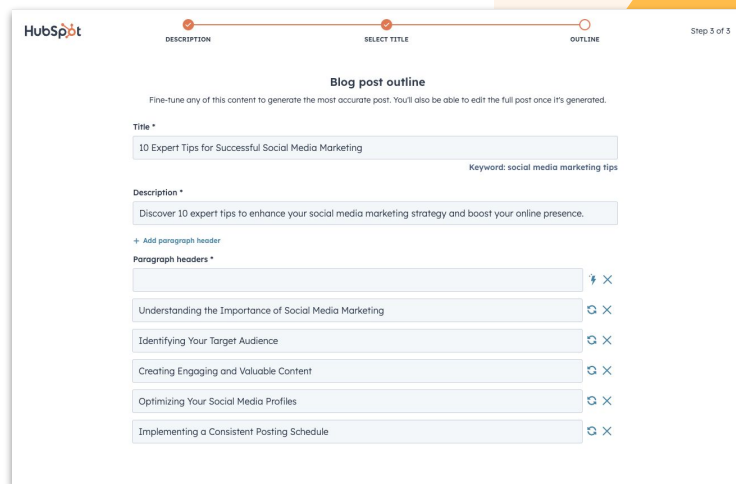 HubSpot
DESCRIPTION
SELECT TITLE
OUTLINE
Step 3 of 3
Blog post outline
Fine-tune any of this content to generate the most accurate post. You'll also be able to edit the full post once it's generated.
Title *
10 Expert Tips for Successful Social Media Marketing
Keyword: social media marketing tips
Description *
Discover 10 expert tips to enhance your social media marketing strategy and boost your online presence.
+ Add paragraph header
Paragraph headers *
Understanding the Importance of Social Media Marketing
Identifying Your Target Audience
Creating Engaging and Valuable Content
Optimizing Your Social Media Profiles
Implementing a Consistent Posting Schedule